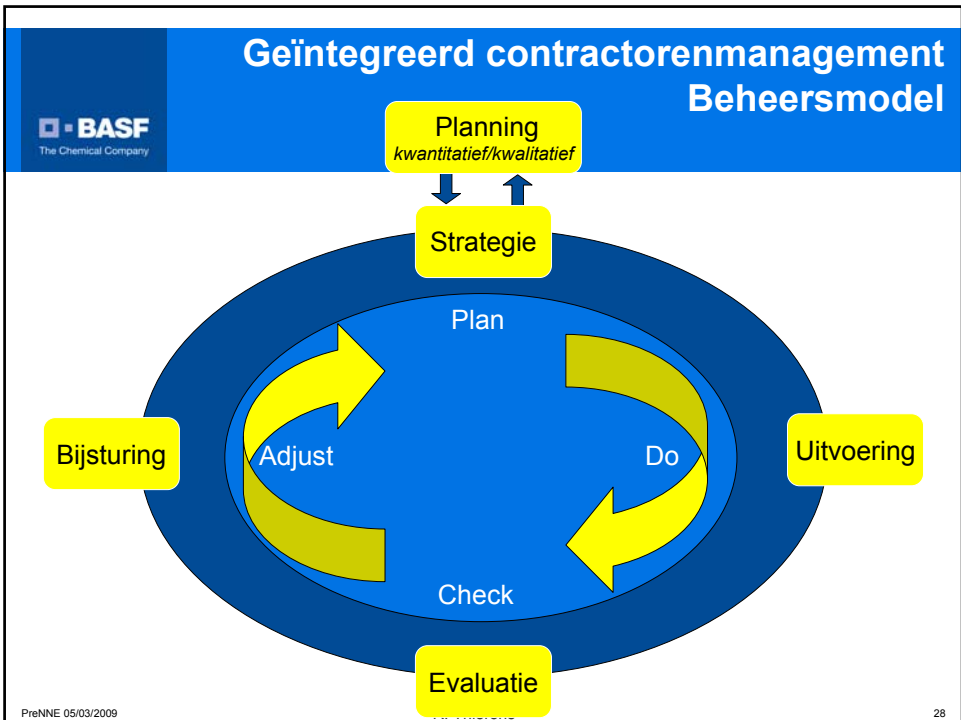 Geïntegreerd contractorenmanagement
Beheersmodel
BASF
The Chemical Company
Planning
kwantitatief/kwalitatief
Strategie
Plan
Bijsturing
Adjust
Do
Uitvoering
Check
Evaluatie
PreNNE 05/03/2009
28